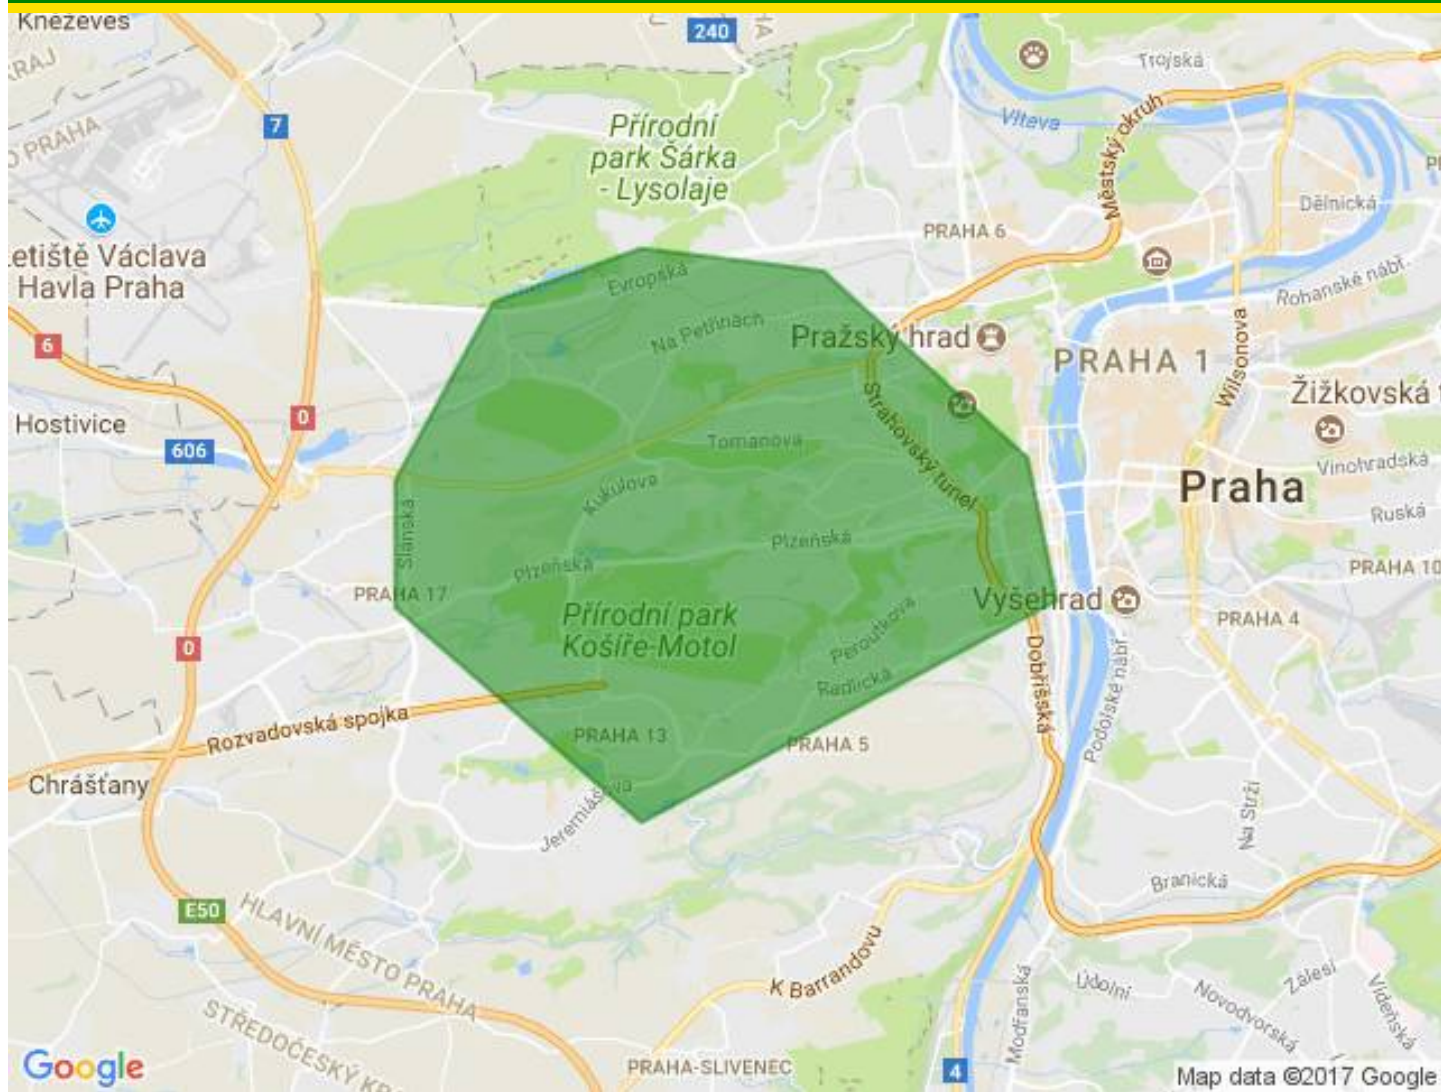 Kněževes
240
HA
RAJ
O PRAHA
7
Trojská
Vltava
Městský okruh
Přírodní
park Šárka
- Lysolaje
Dělnická
PRAHA 6
Letiště Václava
Havla Praha
Evropská
Rohanské nábř
Na Petřinách
Pražský hrad
PRAHA 1
Wilsonova
6
Žižkovská
Hostivice
0
606
Strahovský tunel
Tomanova
Vinohradská
Kukulova
Praha
Ruská
Slánská
Plzeňská
Plzeňská
PRAHA 10
PRAHA 17
Přírodní park
Košíře-Motol
Vyšehrad
PRAHA 4
0
Peroutkova
Radlická
Dobříšská
Podolské nábř
Rozvadovská spojka
PRAHA 13
PRAHA 5
Chrášťany
Jeremiášova
Na Strži
Branická
E50
HLAVNÍ MĚSTO PRAHA
STŘEDOČESKÝ KR
K Barrandovu
Modřanská
Údolní
Novodvorská
Zálesí
Vídeňská
PRAHA-SLIVENEC
4
Google
Map data ©2017 Google